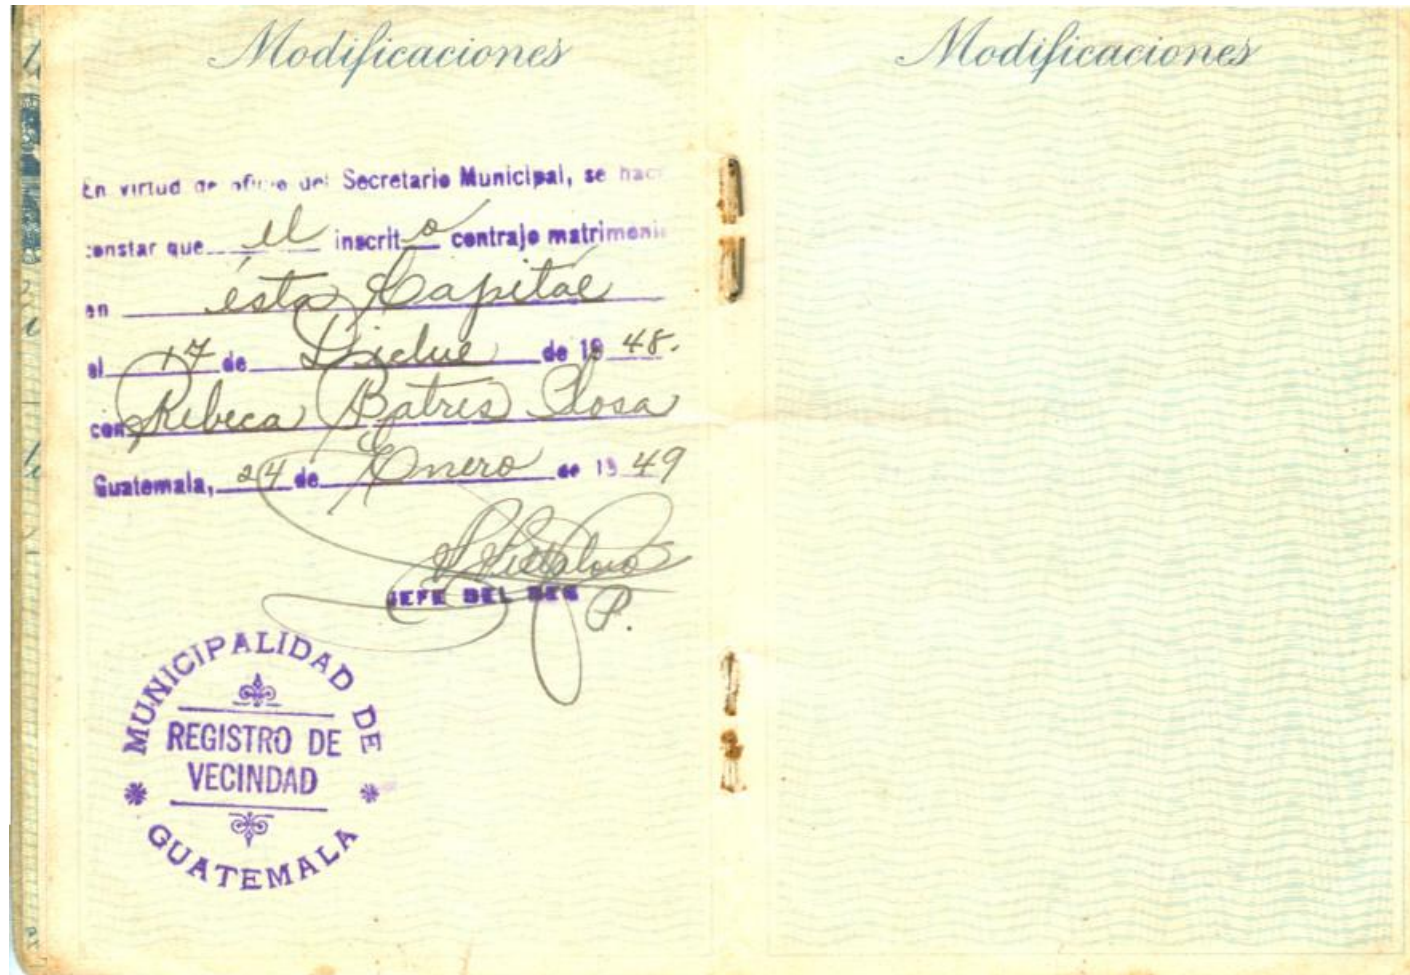 Modificaciones
En virtud de oficio del Secretario Municipal, se hace
constar que el inscrito contrajo matrimonio
en ésta Capital
el 17 de Dicbre de 1948.
con Rebeca Batres
Guatemala, 24 de Enero de 1949
JEFE DEL
P.
MUNICIPALIDAD DE
REGISTRO DE
VECINDAD
GUATEMALA
Modificaciones